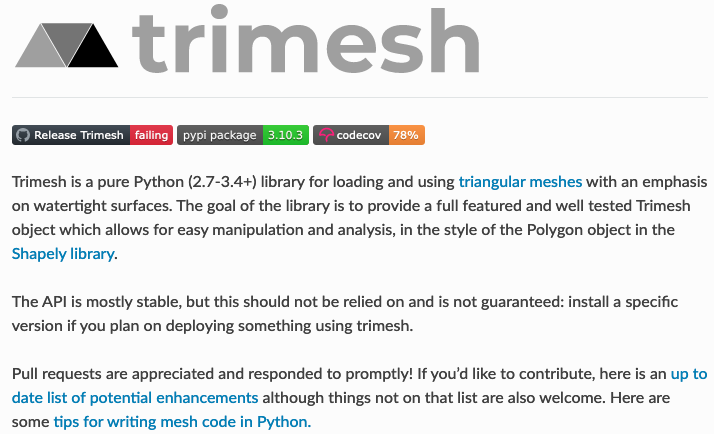 trimesh
Release Trimesh failing pypi package 3.10.3 codecov 78%
Trimesh is a pure Python (2.7-3.4+) library for loading and using triangular meshes with an emphasis
on watertight surfaces. The goal of the library is to provide a full featured and well tested Trimesh
object which allows for easy manipulation and analysis, in the style of the Polygon object in the
Shapely library.
The API is mostly stable, but this should not be relied on and is not guaranteed: install a specific
version if you plan on deploying something using trimesh.
Pull requests are appreciated and responded to promptly! If you’d like to contribute, here is an up to
date list of potential enhancements although things not on that list are also welcome. Here are
some tips for writing mesh code in Python.